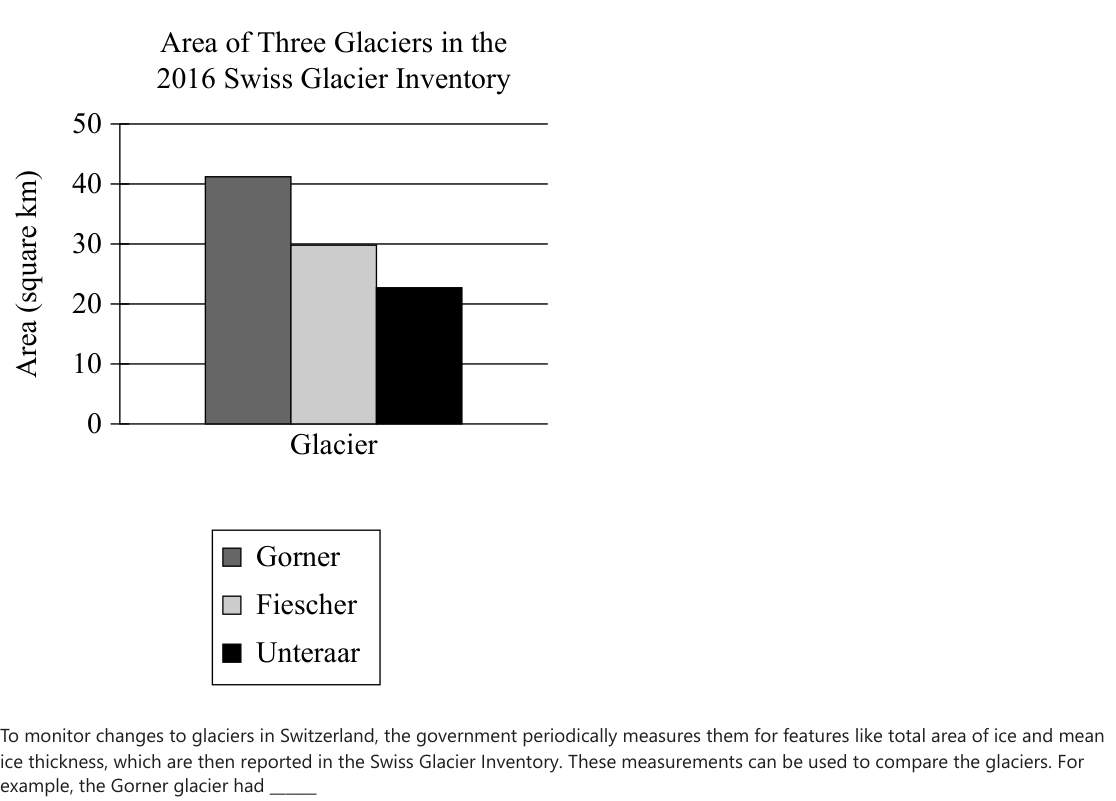 Area of Three Glaciers in the
2016 Swiss Glacier Inventory
50
40
30
20
10
0
Area (square km)
Glacier
Gorner
Fiescher
Unteraar
To monitor changes to glaciers in Switzerland, the government periodically measures them for features like total area of ice and mean
ice thickness, which are then reported in the Swiss Glacier Inventory. These measurements can be used to compare the glaciers. For
example, the Gorner glacier had ______